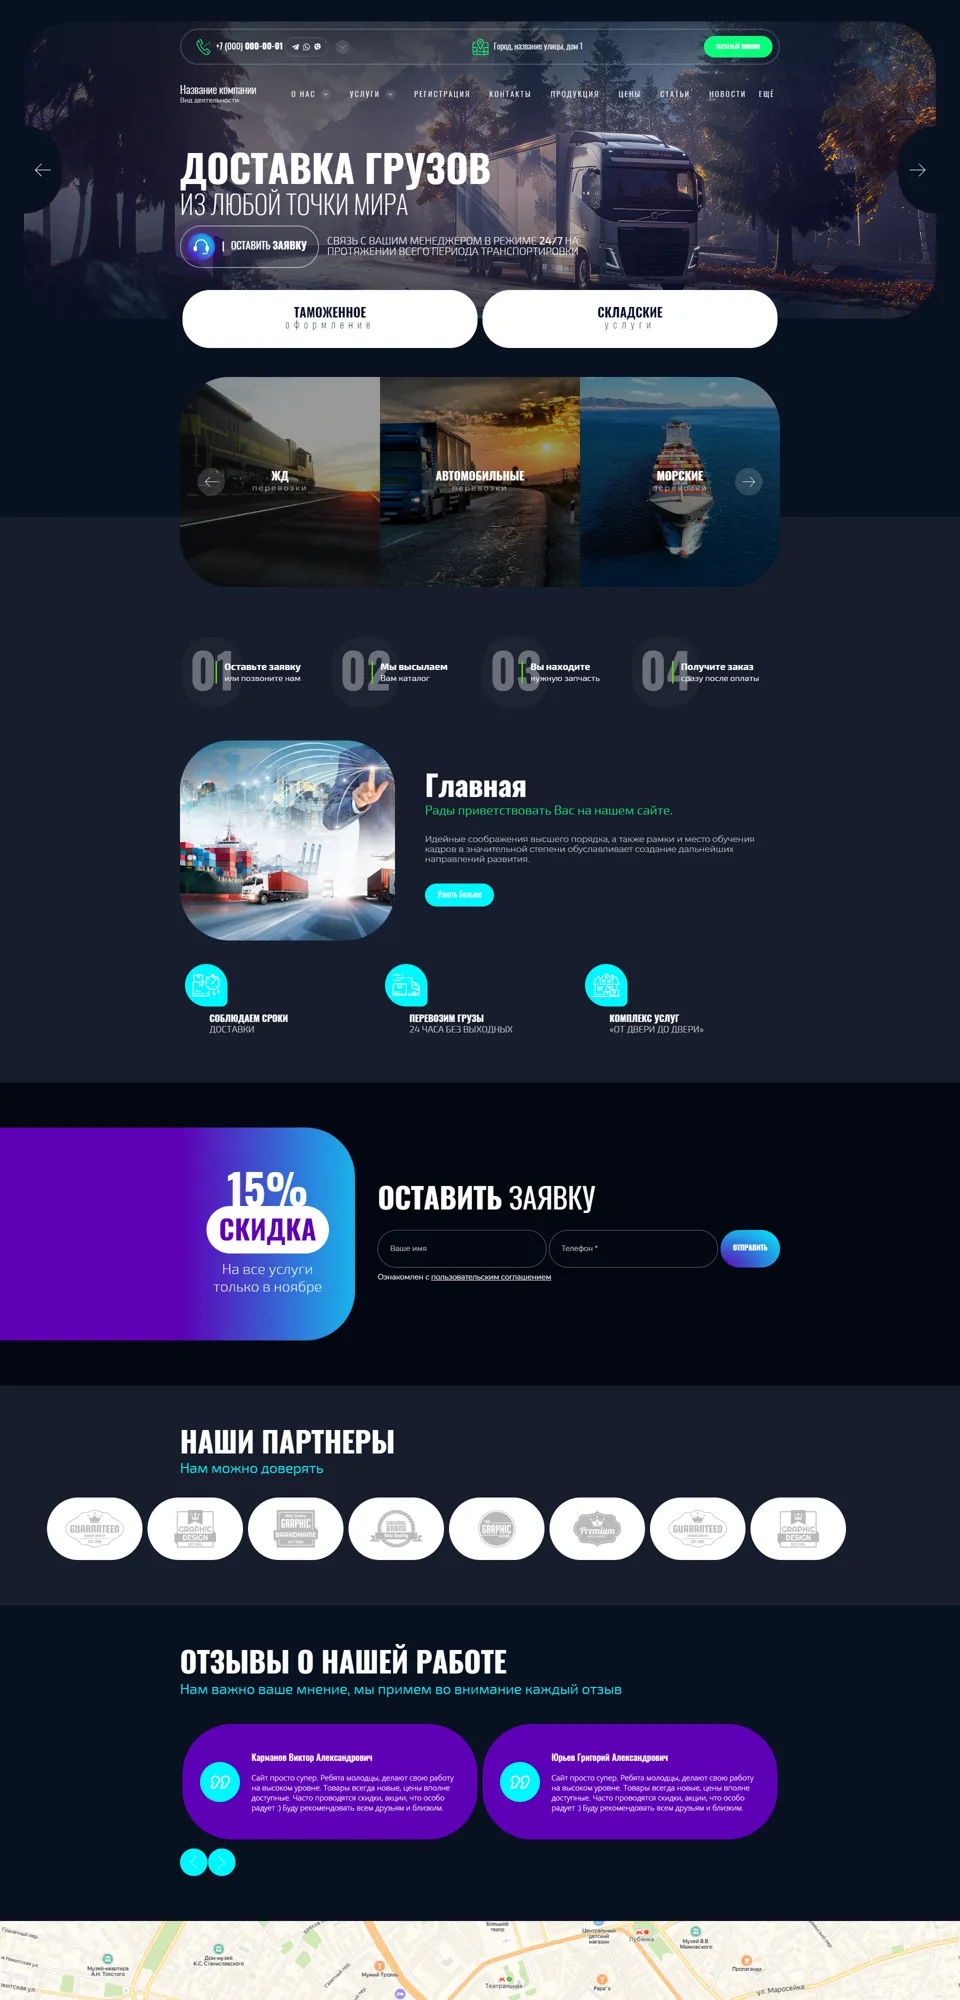 +7 (000) 000-00-01
Город, название улицы, дом 1
ОБРАТНЫЙ ЗВОНОК
Название компании
Вид деятельности
О НАС
УСЛУГИ
РЕГИСТРАЦИЯ
КОНТАКТЫ
ПРОДУКЦИЯ
ЦЕНЫ
СТАТЬИ
НОВОСТИ
ЕЩЁ
ДОСТАВКА ГРУЗОВ
ИЗ ЛЮБОЙ ТОЧКИ МИРА
| ОСТАВИТЬ ЗАЯВКУ
СВЯЗЬ С ВАШИМ МЕНЕДЖЕРОМ В РЕЖИМЕ 24/7 НА
ПРОТЯЖЕНИИ ВСЕГО ПЕРИОДА ТРАНСПОРТИРОВКИ
ТАМОЖЕННОЕ
оформление
СКЛАДСКИЕ
услуги
ЖД
перевозки
АВТОМОБИЛЬНЫЕ
перевозки
МОРСКИЕ
перевозки
01
Оставьте заявку
или позвоните нам
02
Мы высылаем
Вам каталог
03
Вы находите
нужную запчасть
04
Получите заказ
сразу после оплаты
Главная
Рады приветствовать Вас на нашем сайте.
Идейные соображения высшего порядка, а также рамки и место обучения
кадров в значительной степени обуславливает создание дальнейших
направлений развития.
Узнать больше
СОБЛЮДАЕМ СРОКИ
ДОСТАВКИ
ПЕРЕВОЗИМ ГРУЗЫ
24 ЧАСА БЕЗ ВЫХОДНЫХ
КОМПЛЕКС УСЛУГ
«ОТ ДВЕРИ ДО ДВЕРИ»
15%
СКИДКА
На все услуги
только в ноябре
ОСТАВИТЬ ЗАЯВКУ
Ваше имя
Телефон *
ОТПРАВИТЬ
Ознакомлен с пользовательским соглашением
НАШИ ПАРТНЕРЫ
Нам можно доверять
GUARANTEED
GRAPHIC
DESIGN
GRAPHIC
BRANDNAME
ORIGINAL
BRAND
Best Quality
GRAPHIC
Premium
GUARANTEED
GRAPHIC
DESIGN
ОТЗЫВЫ О НАШЕЙ РАБОТЕ
Нам важно ваше мнение, мы примем во внимание каждый отзыв
Карманов Виктор Александрович
Сайт просто супер. Ребята молодцы, делают свою работу
на высоком уровне. Товары всегда новые, цены вполне
доступные. Часто проводятся скидки, акции, что особо
радует :) Буду рекомендовать всем друзьям и близким.
Юрьев Григорий Александрович
Сайт просто супер. Ребята молодцы, делают свою работу
на высоком уровне. Товары всегда новые, цены вполне
доступные. Часто проводятся скидки, акции, что особо
радует :) Буду рекомендовать всем друзьям и близким.
Гранатный пер.
Музей-квартира
А.Н. Толстого
Дом-музей
К.С. Станиславского
Газетный пер.
Мумий Тролль
Большой
театр
Театральная
Центральный
детский
магазин
Лубянка
Papa`s
Музей В.В.
Маяковского
Пропаганда
ул. Маросейка